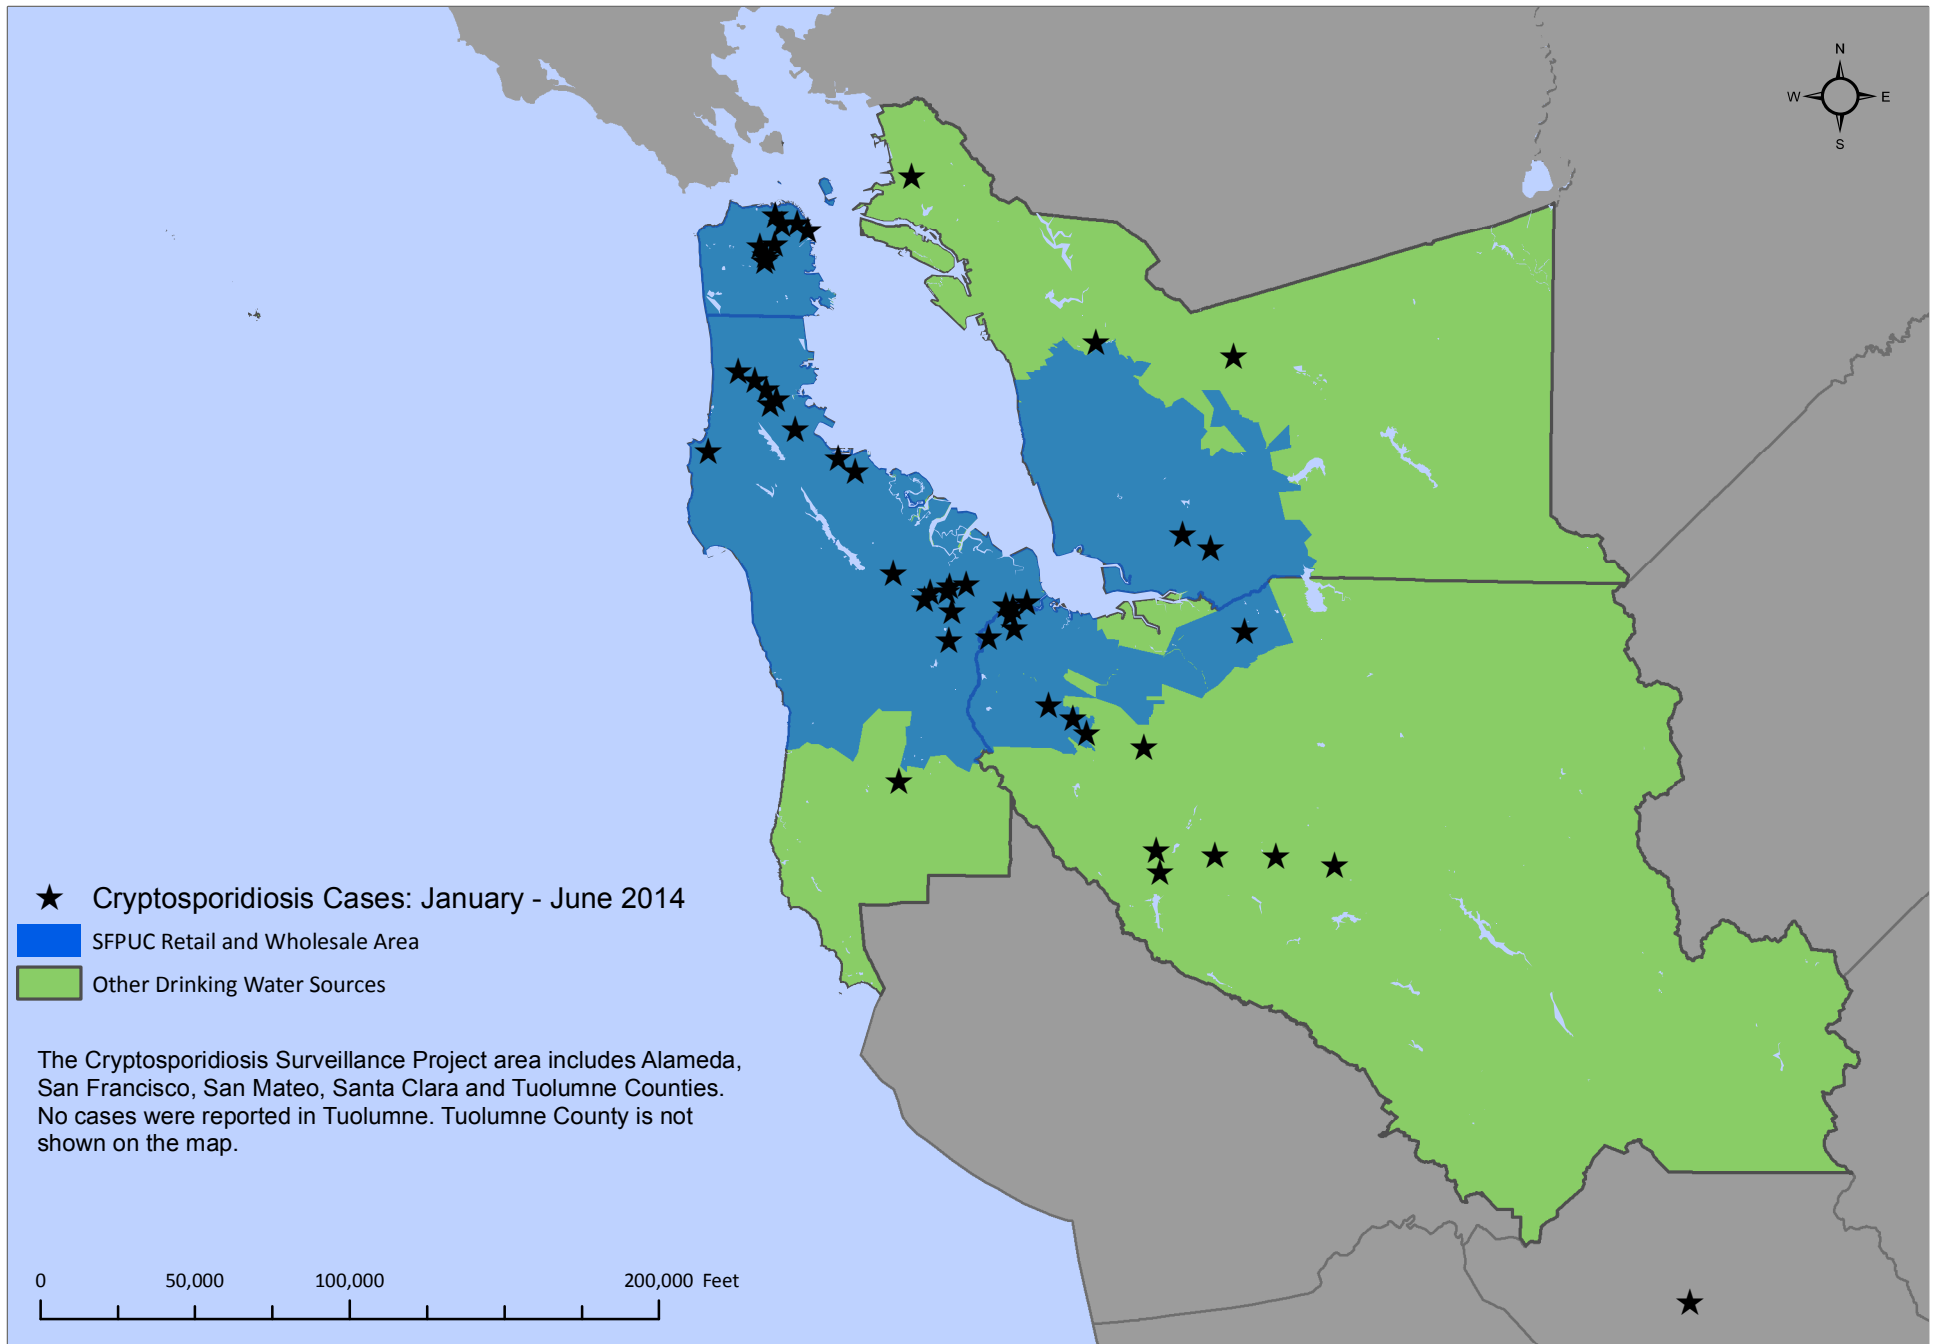 N
W E
S
Cryptosporidiosis Cases: January - June 2014
SFPUC Retail and Wholesale Area
Other Drinking Water Sources
The Cryptosporidiosis Surveillance Project area includes Alameda,
San Francisco, San Mateo, Santa Clara and Tuolumne Counties.
No cases were reported in Tuolumne. Tuolumne County is not
shown on the map.
0 50,000 100,000 200,000 Feet